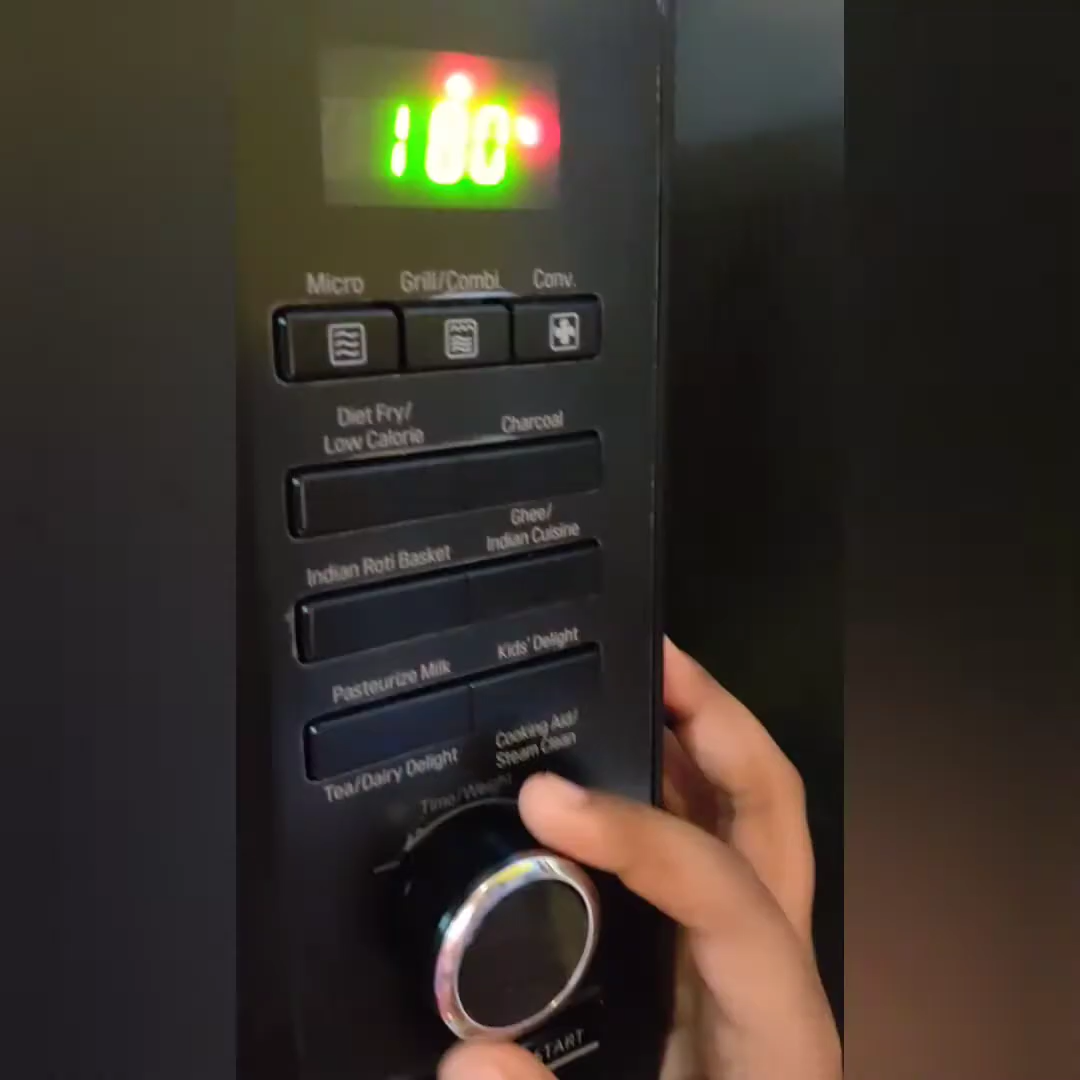 180°
Micro Grill/Combi. Conv.
Diet Fry/
Low Calorie
Charcoal
Indian Roti Basket
Ghee/
Indian Cuisine
Pasteurize Milk
Kids' Delight
Tea/Dairy Delight
Cooking Aid/
Steam Clean
Time/Weight
START